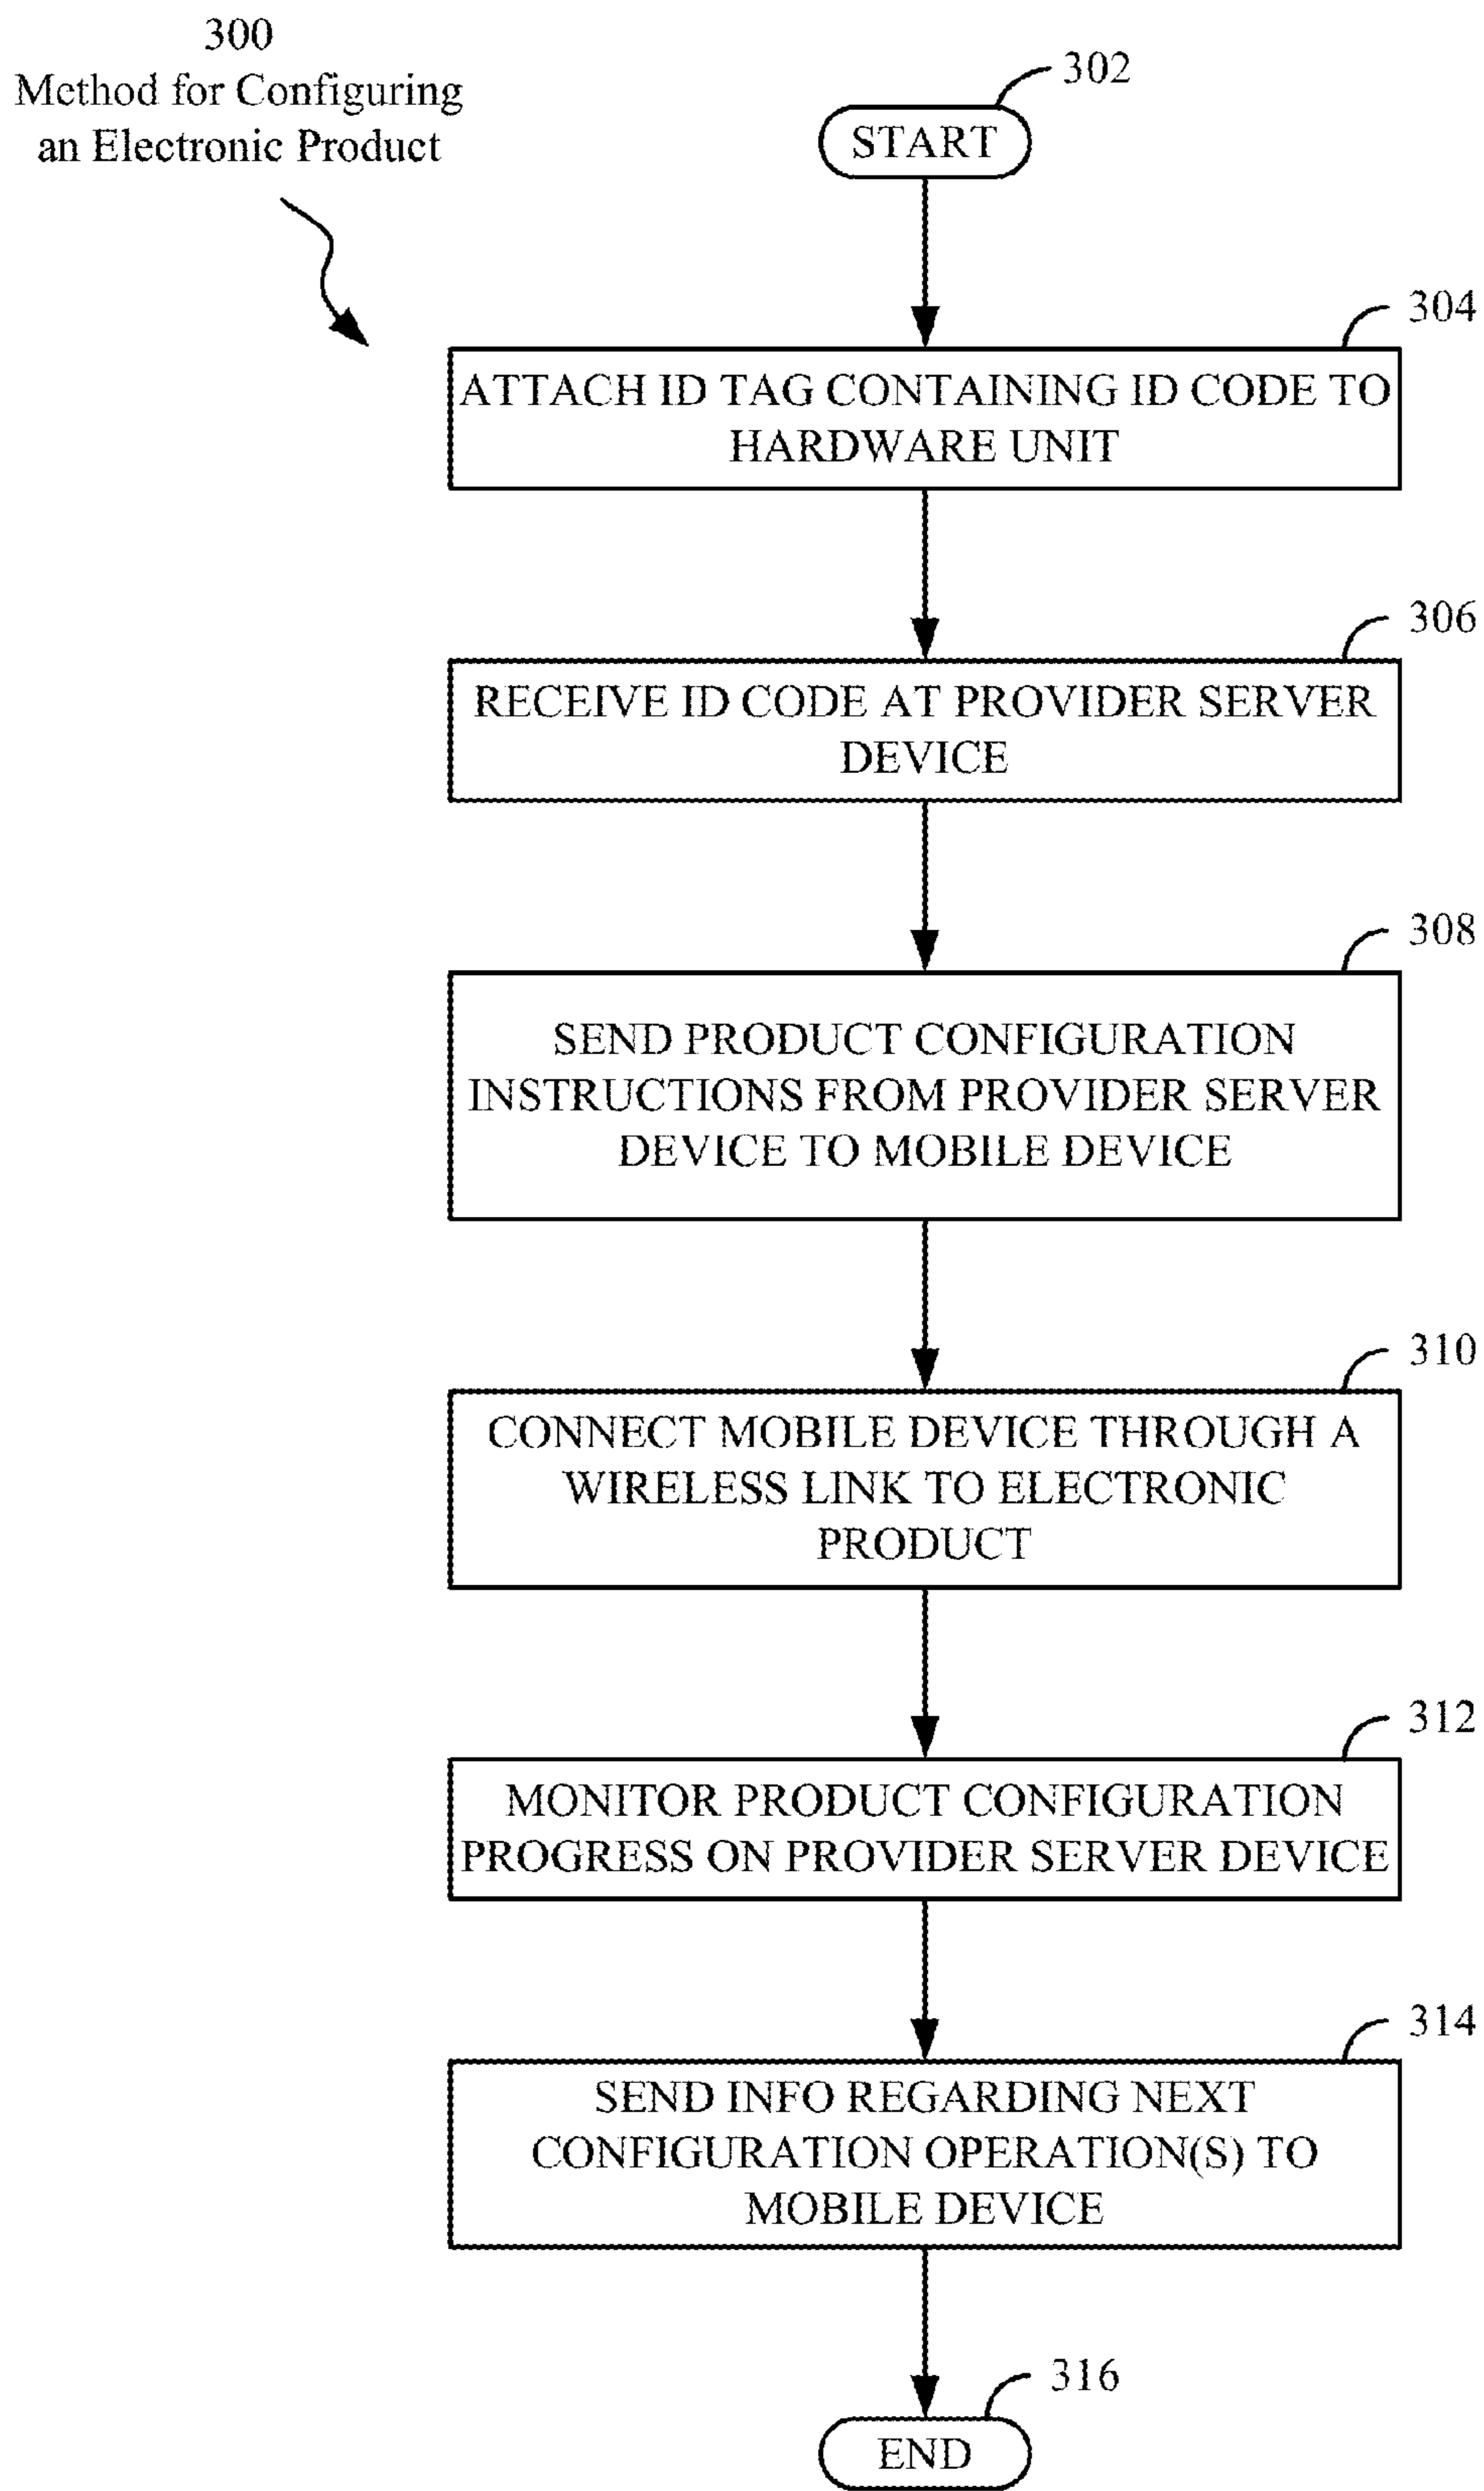 300
Method for Configuring
an Electronic Product
302
START
304
ATTACH ID TAG CONTAINING ID CODE TO
HARDWARE UNIT
306
RECEIVE ID CODE AT PROVIDER SERVER
DEVICE
308
SEND PRODUCT CONFIGURATION
INSTRUCTIONS FROM PROVIDER SERVER
DEVICE TO MOBILE DEVICE
310
CONNECT MOBILE DEVICE THROUGH A
WIRELESS LINK TO ELECTRONIC
PRODUCT
312
MONITOR PRODUCT CONFIGURATION
PROGRESS ON PROVIDER SERVER DEVICE
314
SEND INFO REGARDING NEXT
CONFIGURATION OPERATION(S) TO
MOBILE DEVICE
316
END